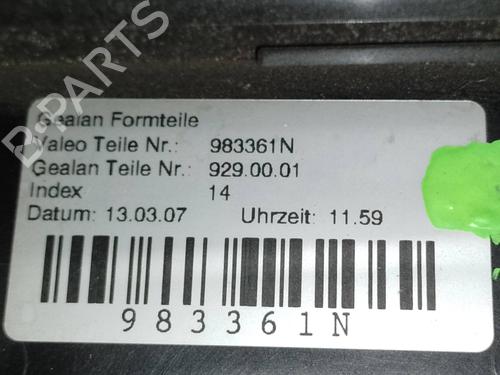 B-PARTS
Gealan Formteile
Valeo Teile Nr.: 983361N
Gealan Teile Nr.: 929.00.01
Index 14
Datum: 13.03.07 Uhrzeit: 11.59
983361N